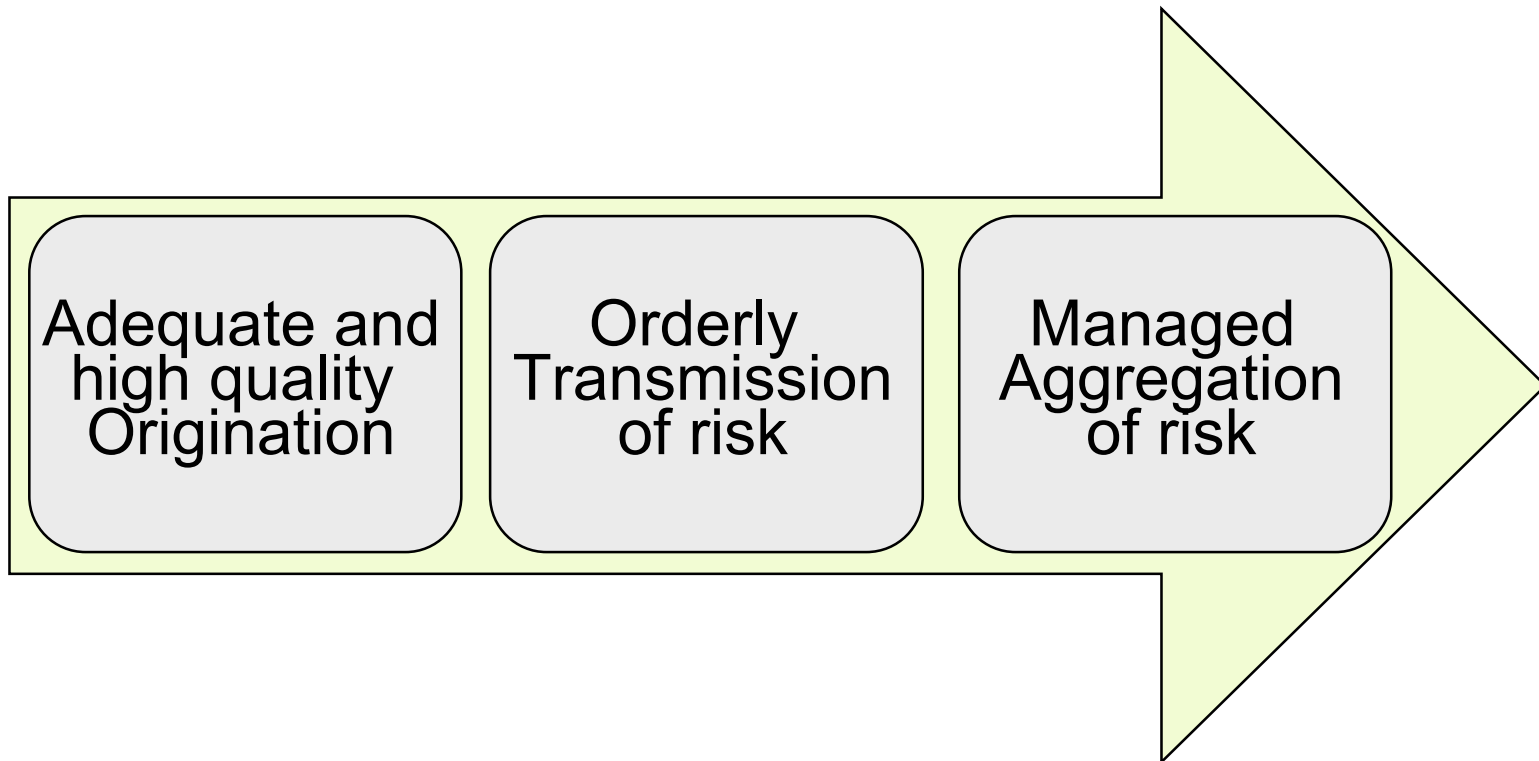 Adequate and
high quality
Origination
Orderly
Transmission
of risk
Managed
Aggregation
of risk